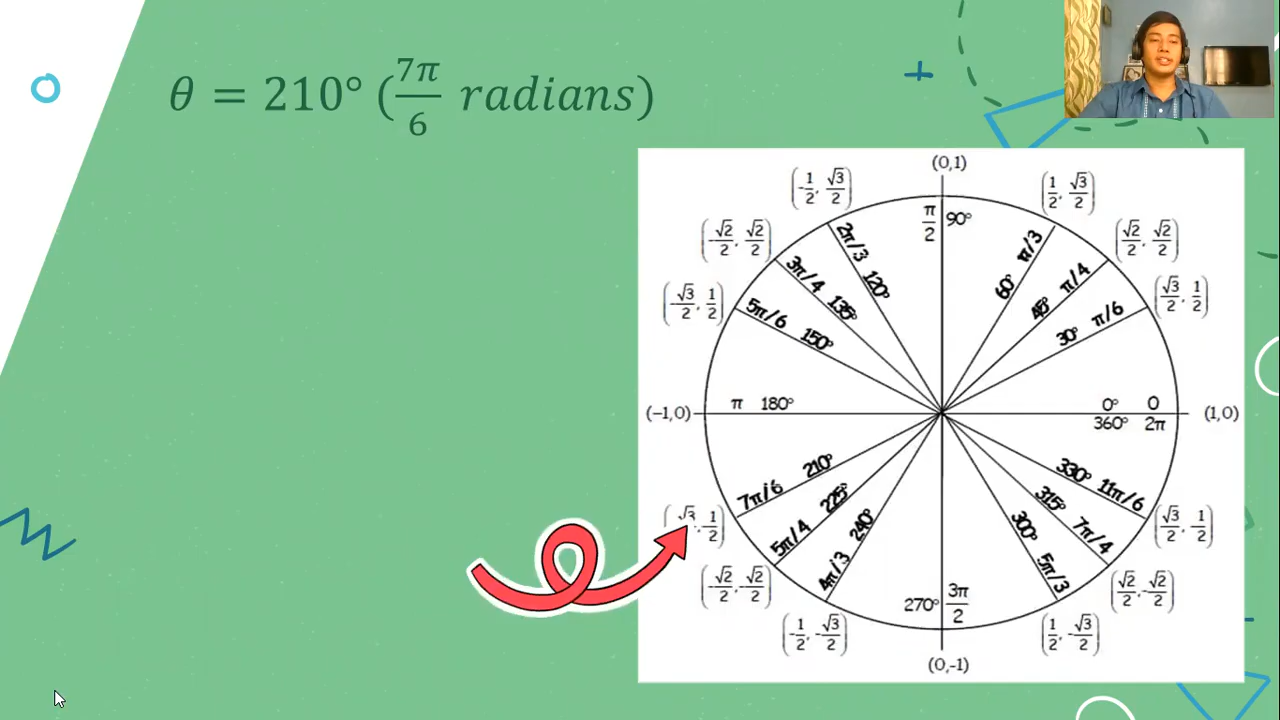 θ = 210° (7π/6 radians)
(0,1)
(-1/2, √3/2)
(1/2, √3/2)
π/2 90°
(-√2/2, √2/2)
(√2/2, √2/2)
2π/3 120°
60° π/3
3π/4 135°
45° π/4
(-√3/2, 1/2)
(√3/2, 1/2)
5π/6 150°
30° π/6
(-1,0)
π 180°
0° 0
360° 2π
(1,0)
7π/6 210°
330° 11π/6
5π/4 225°
315° 7π/4
4π/3 240°
300° 5π/3
(√3/2, -1/2)
(-√2/2, -√2/2)
(√2/2, -√2/2)
270° 3π/2
(-1/2, -√3/2)
(1/2, -√3/2)
(0,-1)